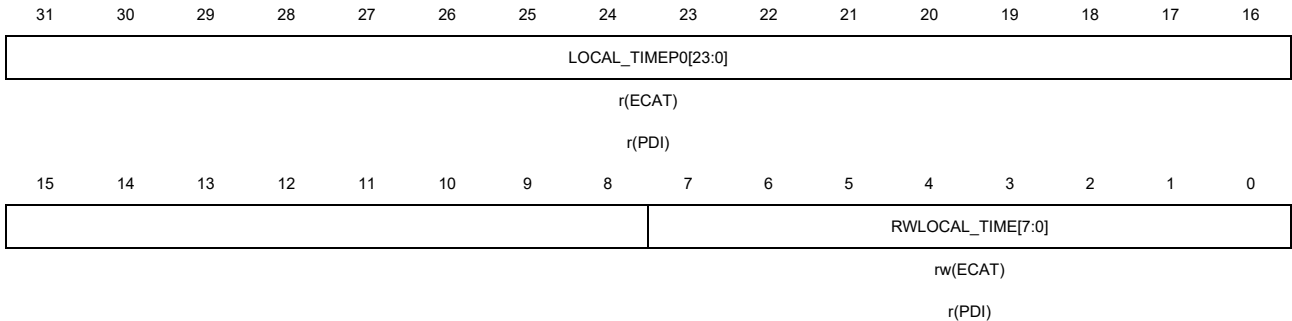 31 30 29 28 27 26 25 24 23 22 21 20 19 18 17 16
LOCAL_TIMEP0[23:0]
r(ECAT)
r(PDI)
15 14 13 12 11 10 9 8 7 6 5 4 3 2 1 0
RWLOCAL_TIME[7:0]
rw(ECAT)
r(PDI)